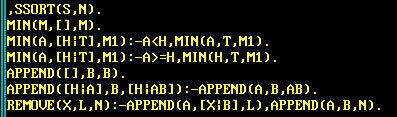 ,SSORT(S,N).
MIN(M,[],M).
MIN(A,[H|T],M1):-A<H,MIN(A,T,M1).
MIN(A,[H|T],M1):-A>=H,MIN(H,T,M1).
APPEND([],B,B).
APPEND([H|A],B,[H|AB]):-APPEND(A,B,AB).
REMOVE(X,L,N):-APPEND(A,[X|B],L),APPEND(A,B,N).